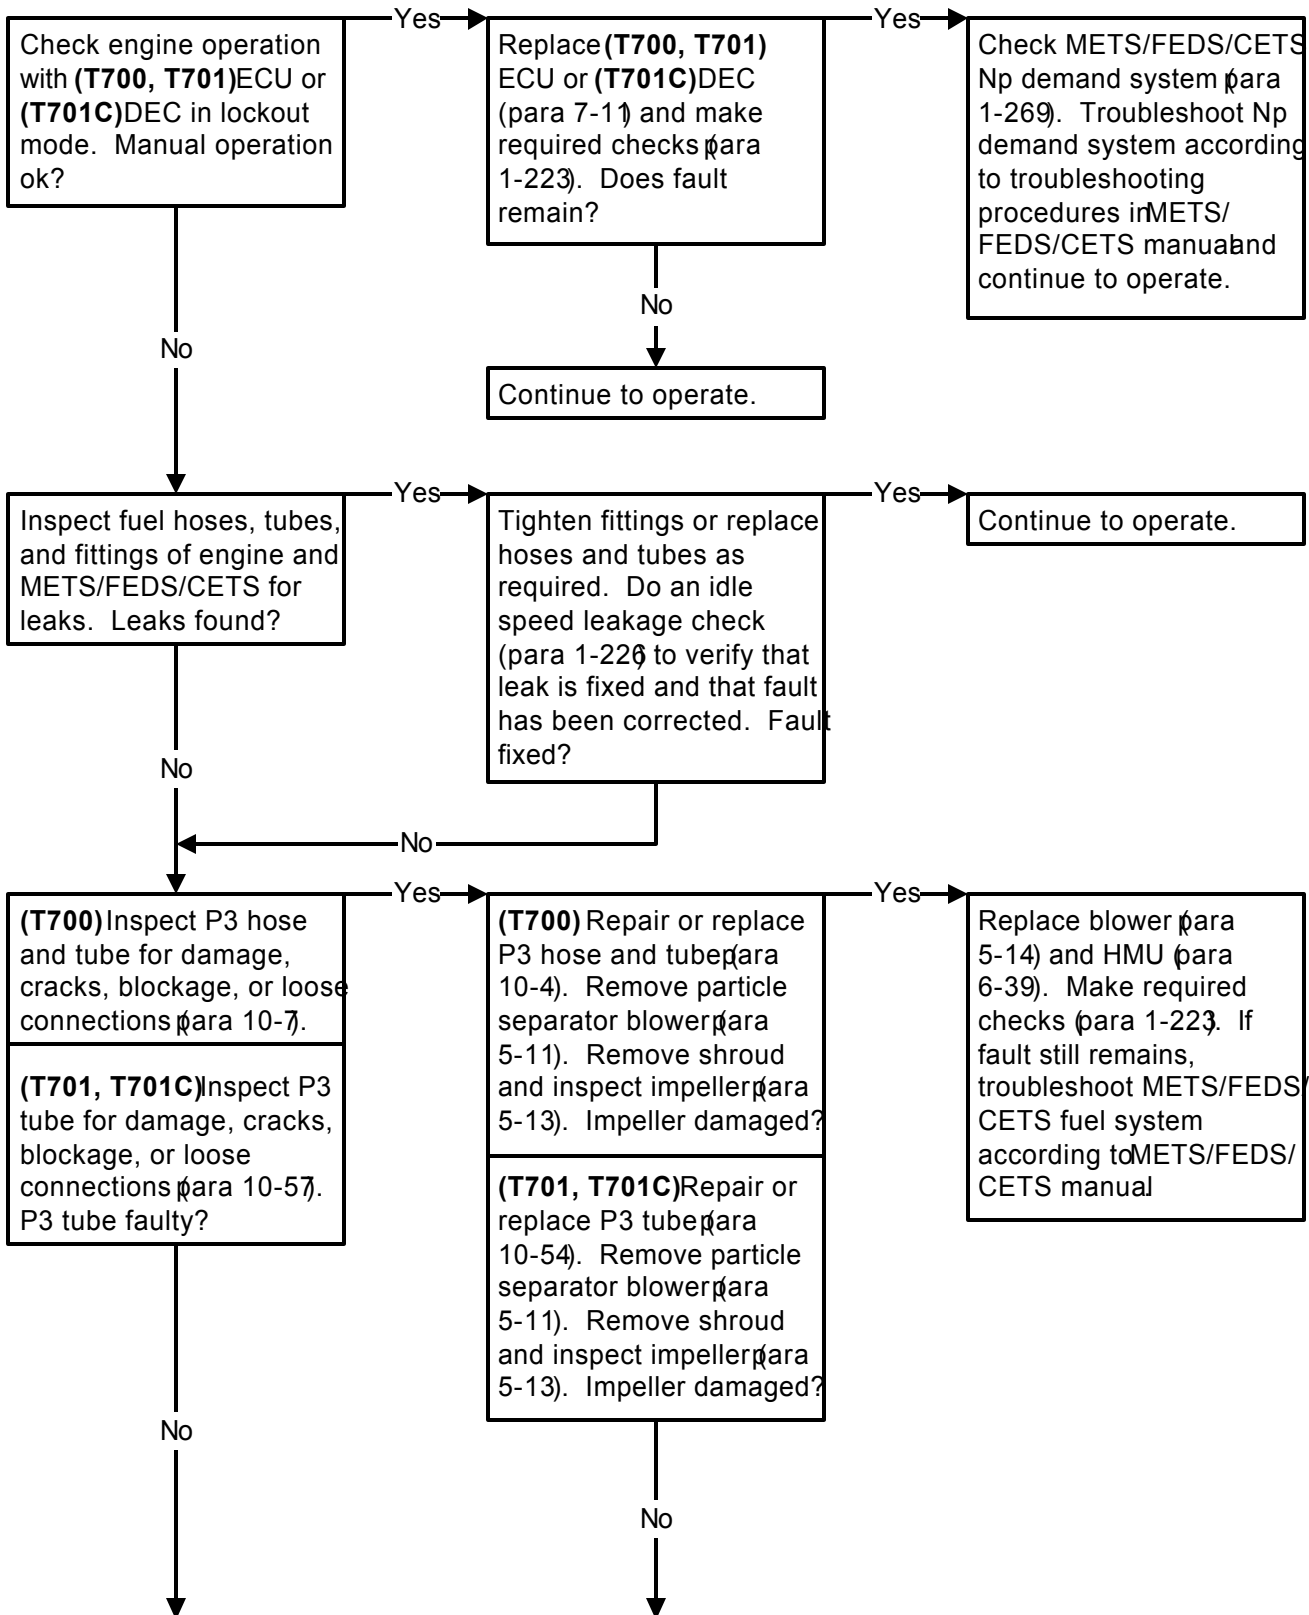 Yes
Yes
Check engine operation
with (T700, T701) ECU or
(T701C) DEC in lockout
mode. Manual operation
ok?
Replace (T700, T701)
ECU or (T701C) DEC
(para 7-11) and make
required checks (para
1-223). Does fault
remain?
Check METS/FEDS/CETS
Np demand system (para
1-269). Troubleshoot Np
demand system according
to troubleshooting
procedures in METS/
FEDS/CETS manual and
continue to operate.
No
No
Continue to operate.
Yes
Yes
Inspect fuel hoses, tubes,
and fittings of engine and
METS/FEDS/CETS for
leaks. Leaks found?
Tighten fittings or replace
hoses and tubes as
required. Do an idle
speed leakage check
(para 1-226) to verify that
leak is fixed and that fault
has been corrected. Fault
fixed?
Continue to operate.
No
No
Yes
Yes
(T700) Inspect P3 hose
and tube for damage,
cracks, blockage, or loose
connections (para 10-7).
(T701, T701C) Inspect P3
tube for damage, cracks,
blockage, or loose
connections (para 10-57).
P3 tube faulty?
(T700) Repair or replace
P3 hose and tube (para
10-4). Remove particle
separator blower (para
5-11). Remove shroud
and inspect impeller (para
5-13). Impeller damaged?
(T701, T701C) Repair or
replace P3 tube (para
10-54). Remove particle
separator blower (para
5-11). Remove shroud
and inspect impeller (para
5-13). Impeller damaged?
Replace blower (para
5-14) and HMU (para
6-39). Make required
checks (para 1-223). If
fault still remains,
troubleshoot METS/FEDS/
CETS fuel system
according to METS/FEDS/
CETS manual.
No
No